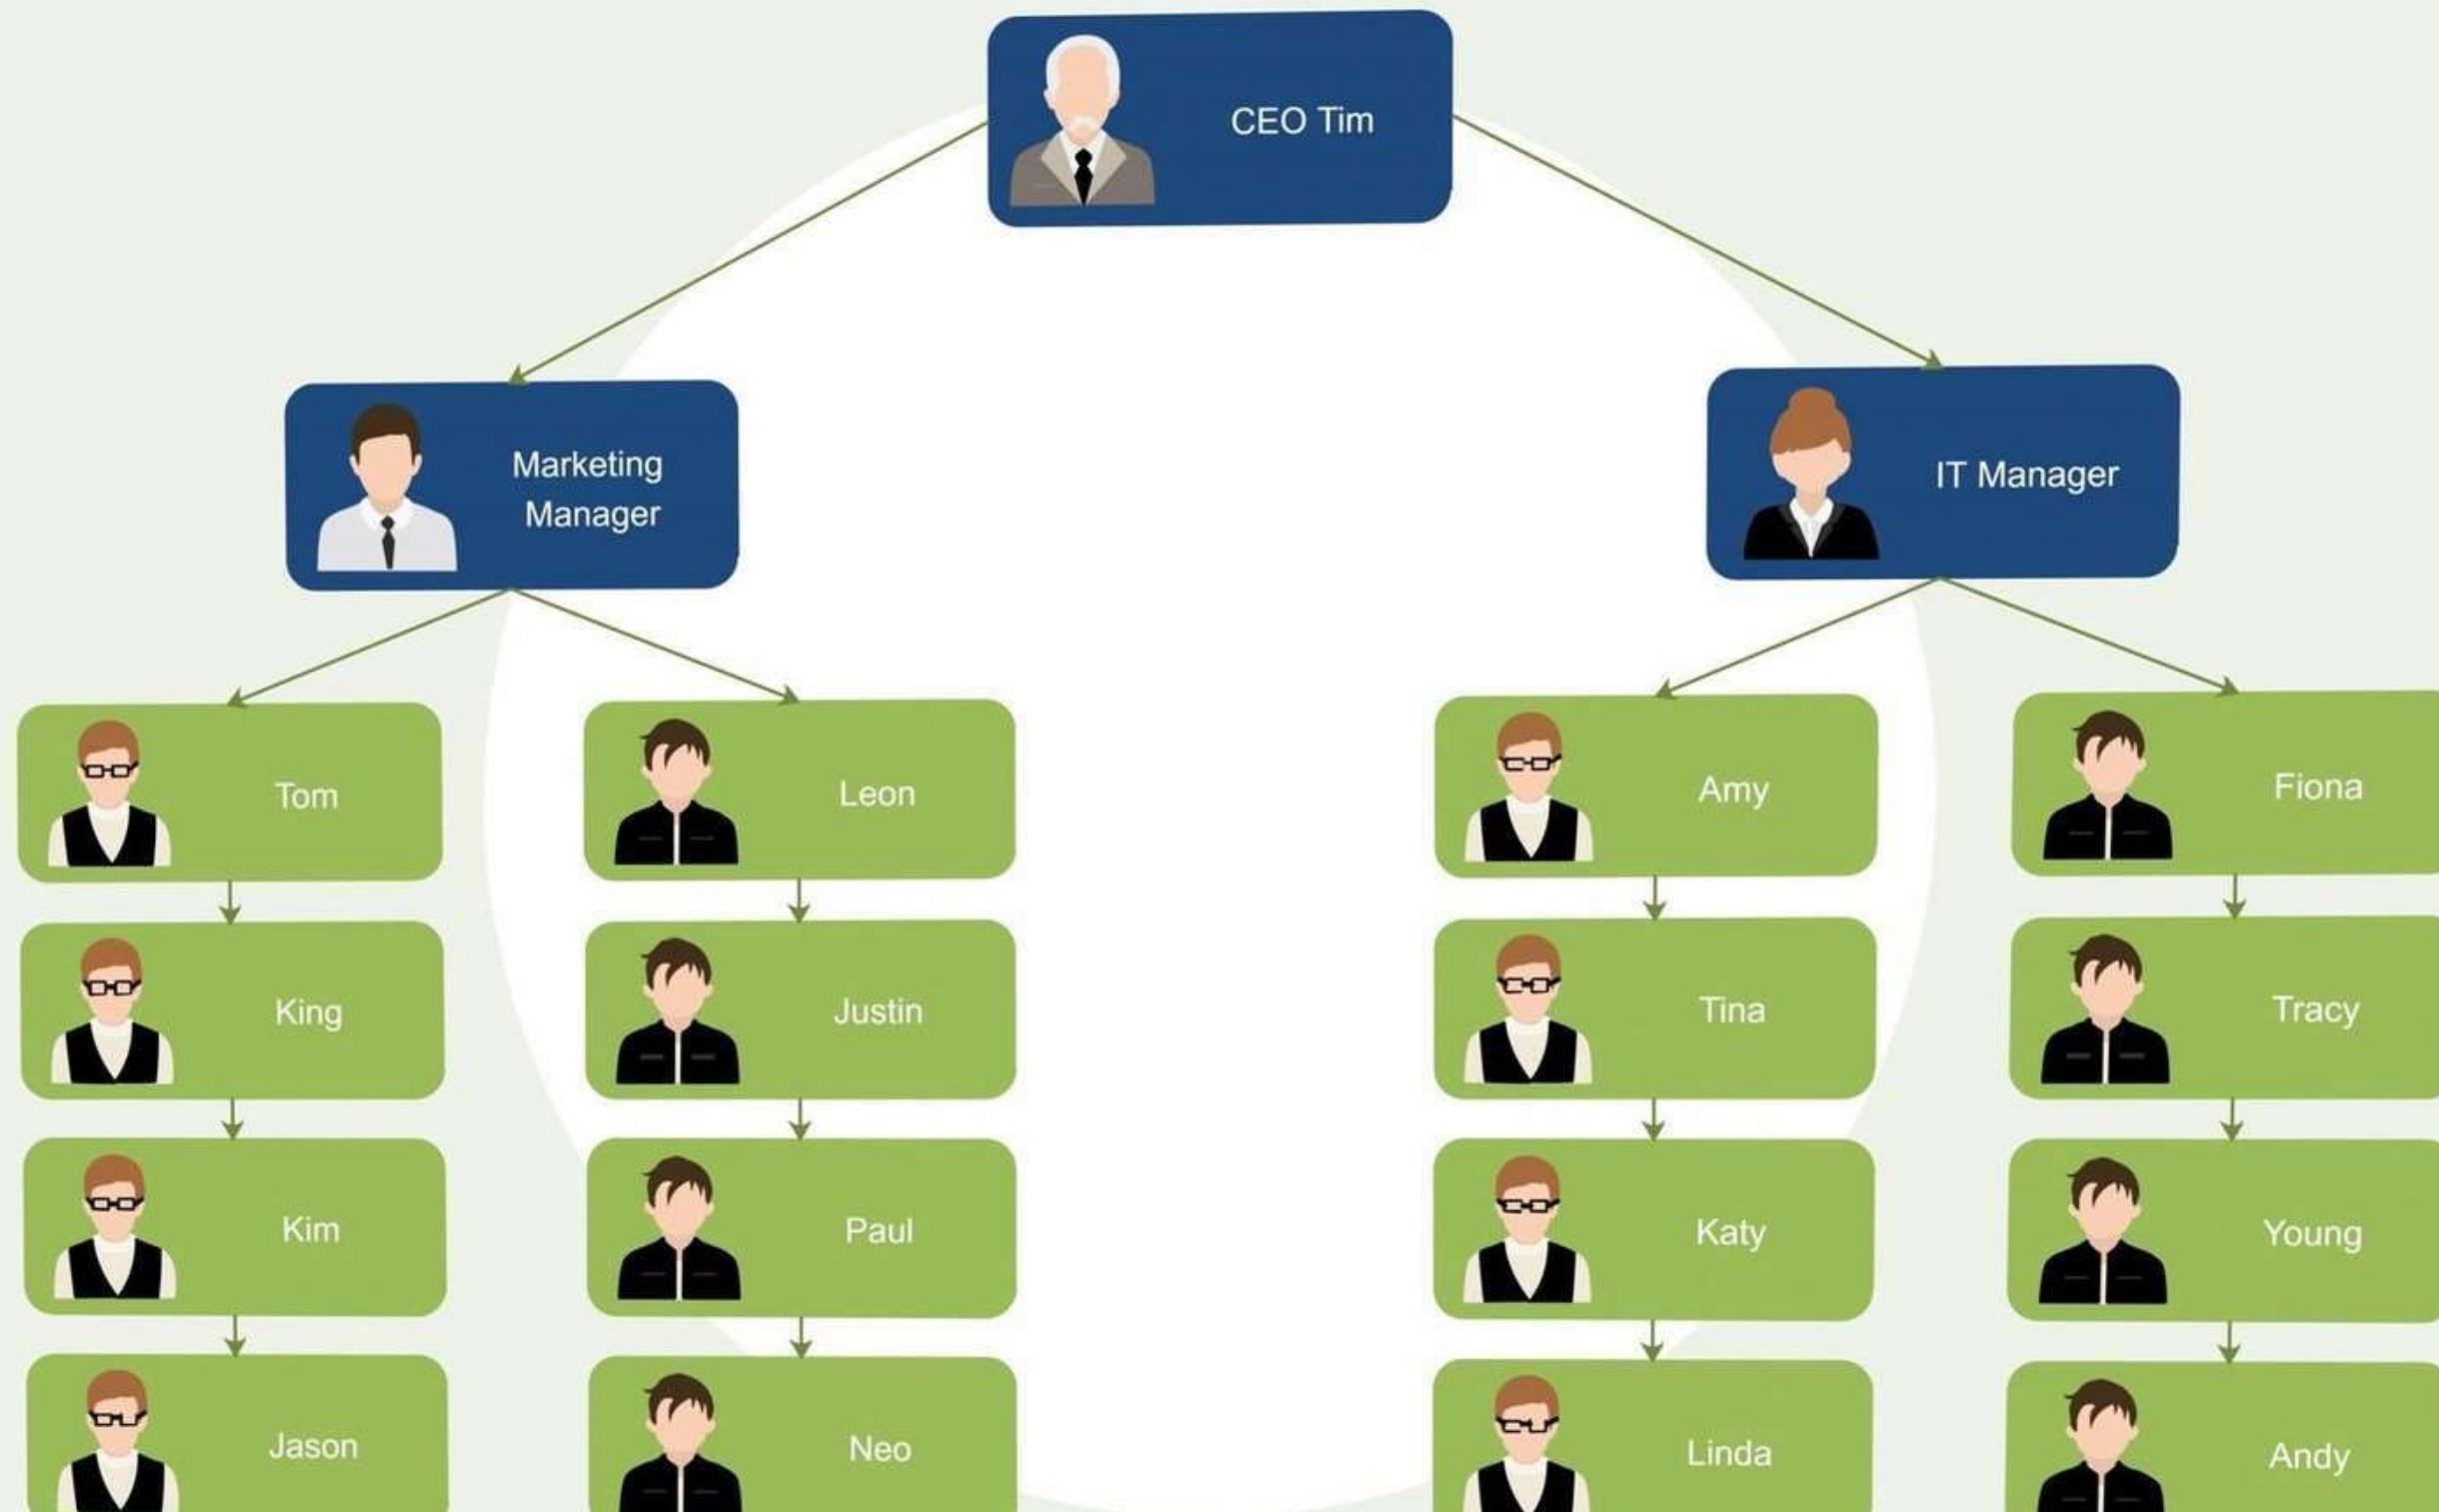 CEO Tim
Marketing
Manager
IT Manager
Tom
Leon
Amy
Fiona
King
Justin
Tina
Tracy
Kim
Paul
Katy
Young
Jason
Neo
Linda
Andy